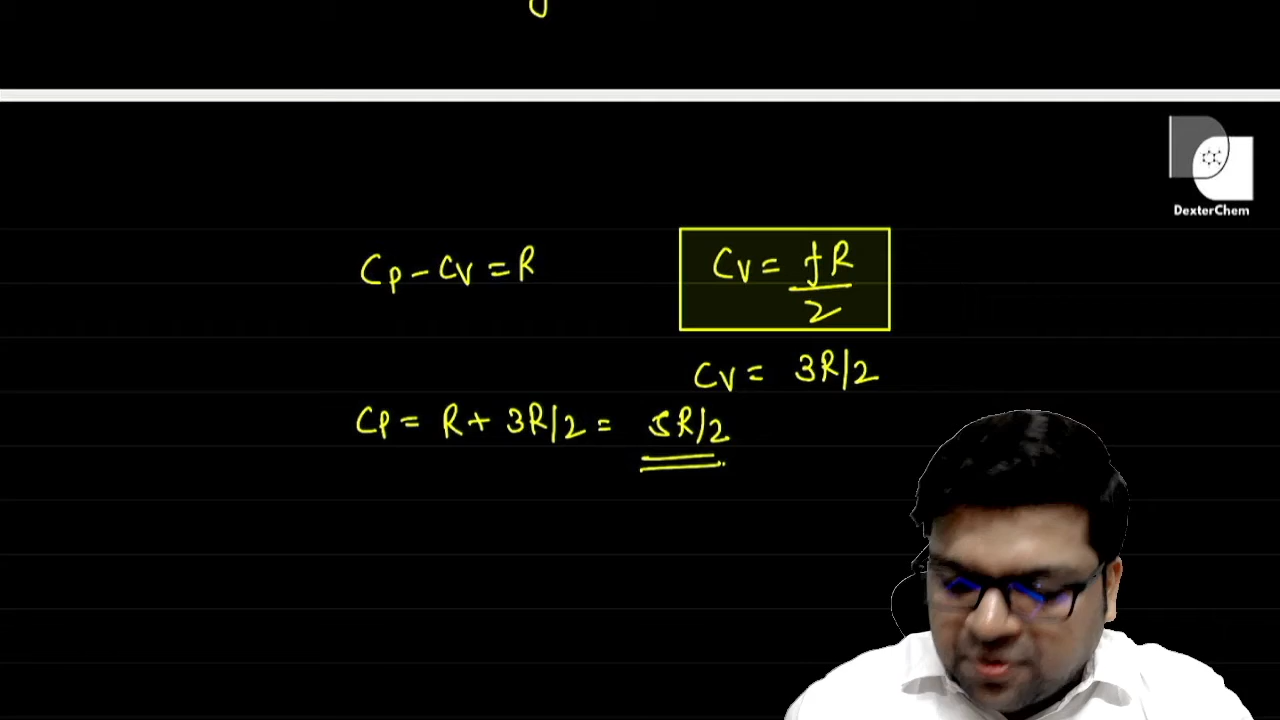 DexterChem
Cp - Cv = R
Cv = fR/2
Cv = 3R/2
Cp = R + 3R/2 = 5R/2